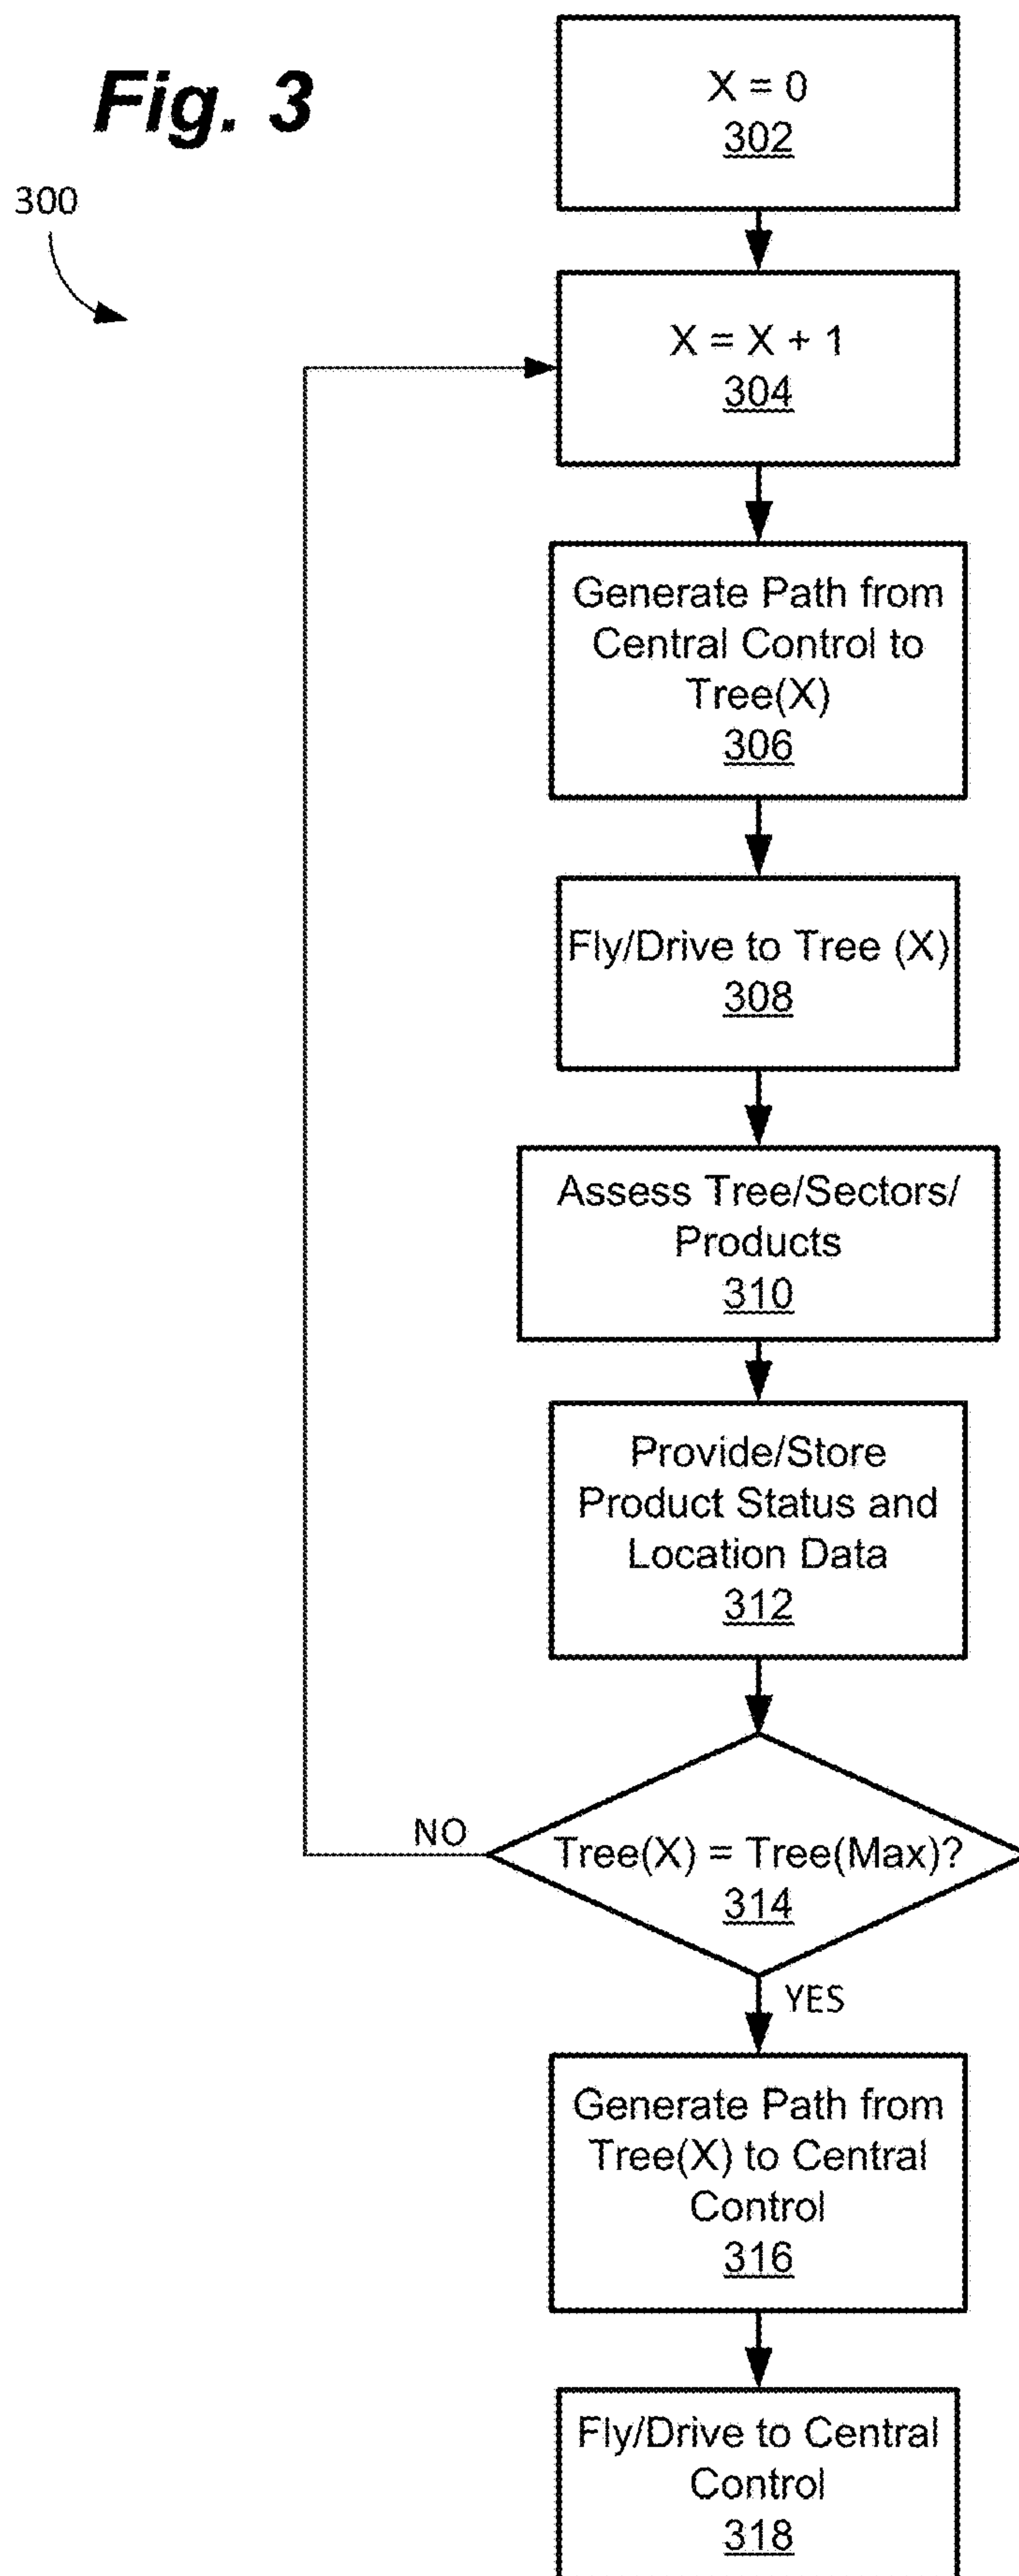 Fig. 3
300
X = 0
302
X = X + 1
304
Generate Path from
Central Control to
Tree(X)
306
Fly/Drive to Tree (X)
308
Assess Tree/Sectors/
Products
310
Provide/Store
Product Status and
Location Data
312
NO
Tree(X) = Tree(Max)?
314
YES
Generate Path from
Tree(X) to Central
Control
316
Fly/Drive to Central
Control
318